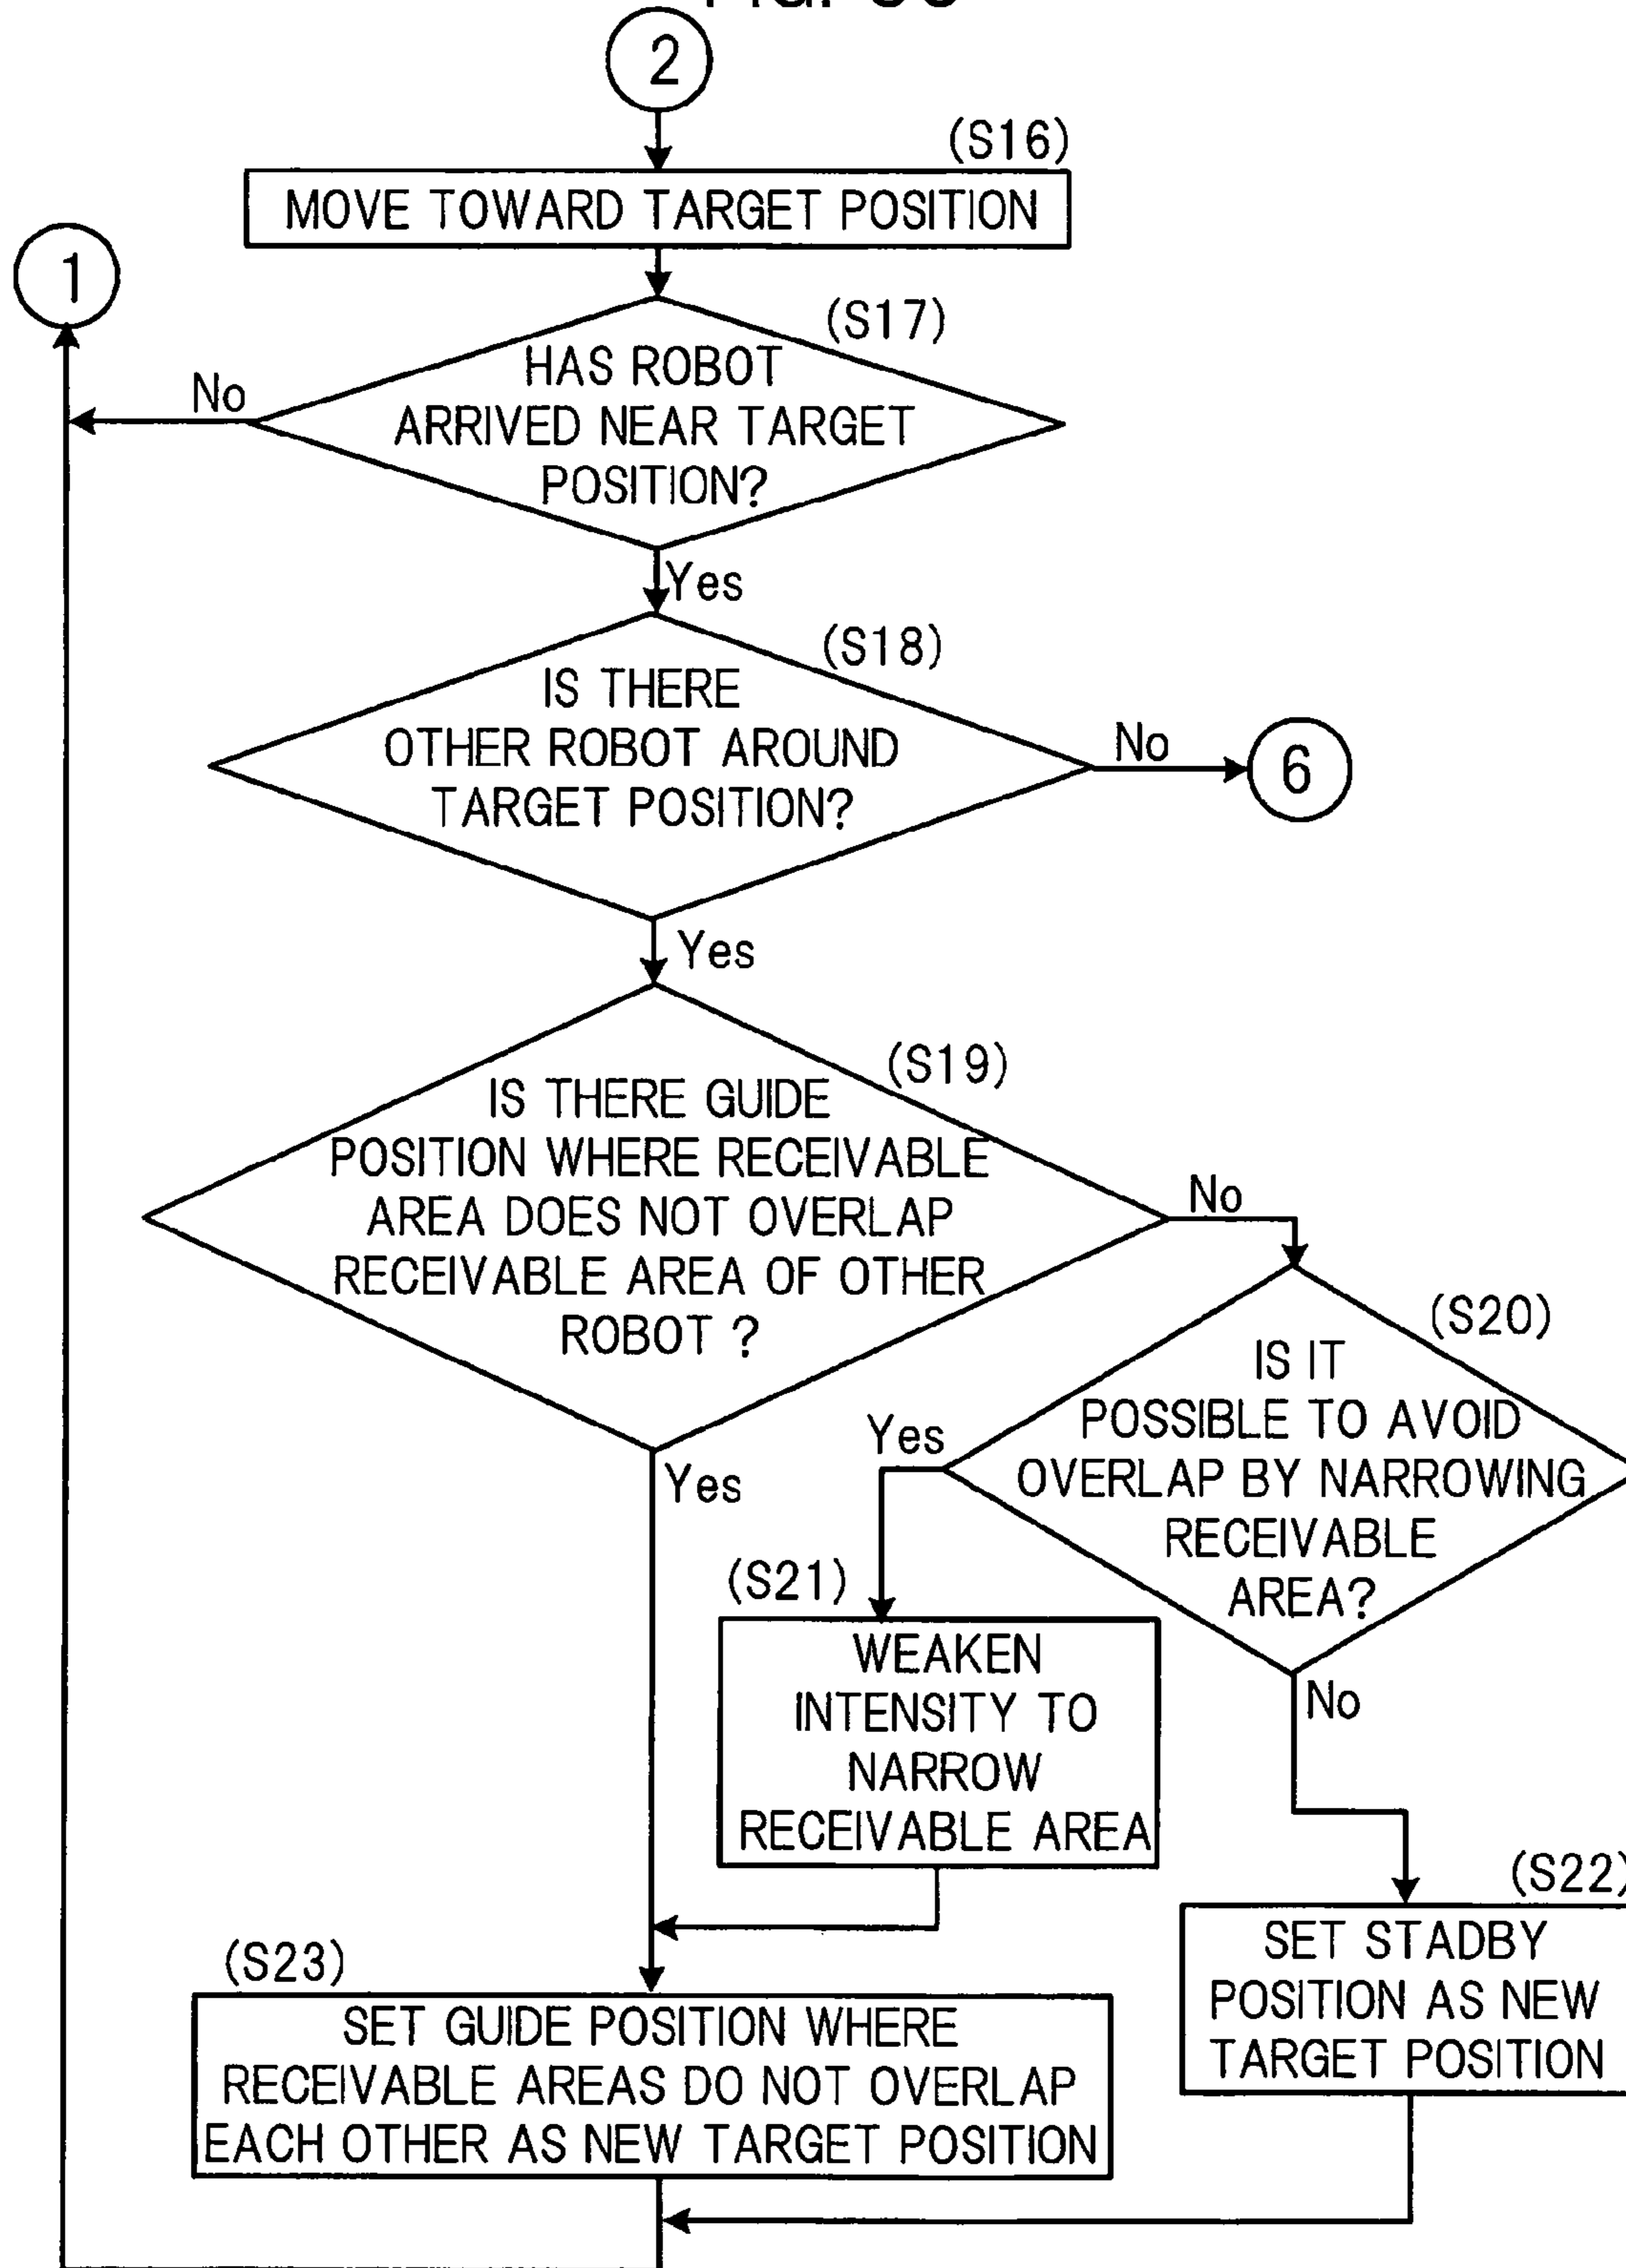 2
(S16)
MOVE TOWARD TARGET POSITION
1
(S17)
HAS ROBOT
ARRIVED NEAR TARGET
POSITION?
No
Yes
(S18)
IS THERE
OTHER ROBOT AROUND
TARGET POSITION?
No
6
Yes
(S19)
IS THERE GUIDE
POSITION WHERE RECEIVABLE
AREA DOES NOT OVERLAP
RECEIVABLE AREA OF OTHER
ROBOT ?
No
Yes
(S20)
IS IT
POSSIBLE TO AVOID
OVERLAP BY NARROWING
RECEIVABLE
AREA?
Yes
No
(S21)
WEAKEN
INTENSITY TO
NARROW
RECEIVABLE AREA
(S22)
SET STADBY
POSITION AS NEW
TARGET POSITION
(S23)
SET GUIDE POSITION WHERE
RECEIVABLE AREAS DO NOT OVERLAP
EACH OTHER AS NEW TARGET POSITION